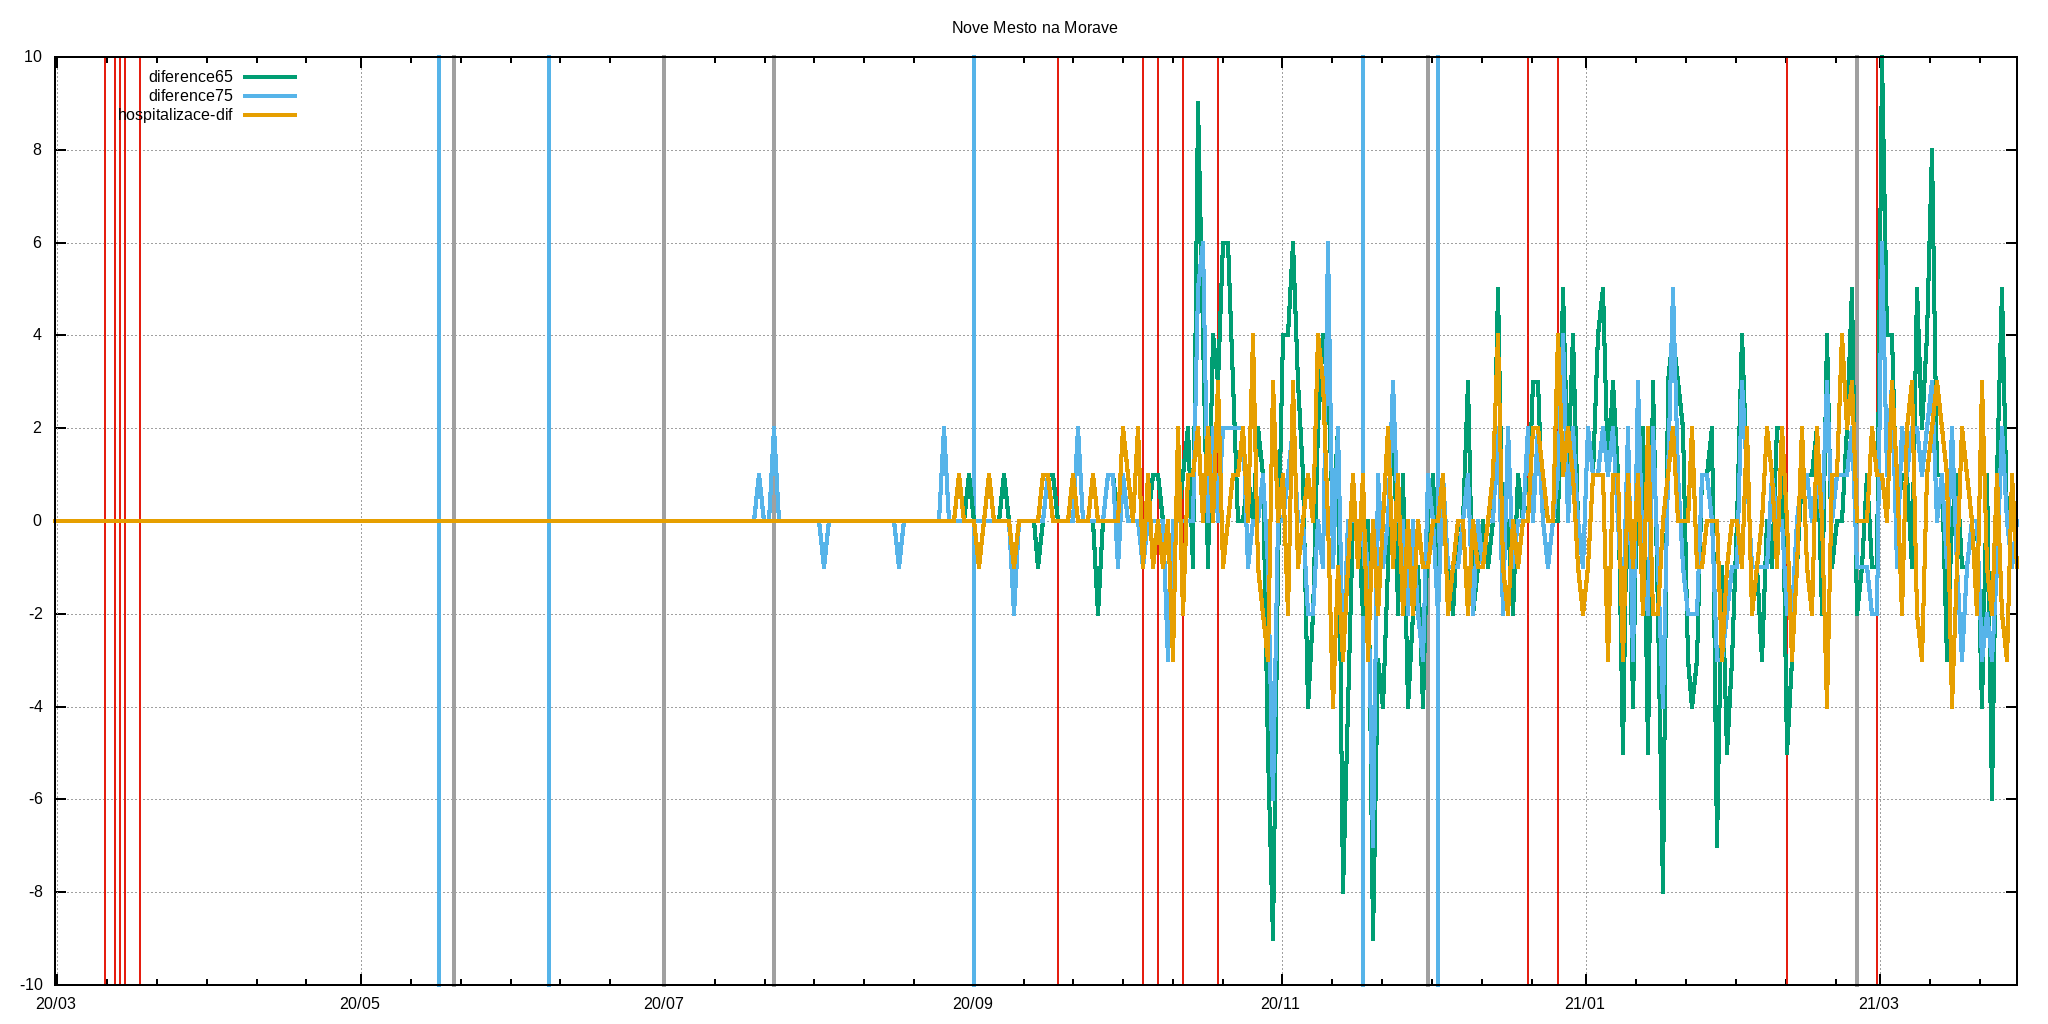 Nove Mesto na Morave
10
8
6
4
2
0
-2
-4
-6
-8
-10
diference65
diference75
hospitalizace-dif
20/03 20/05 20/07 20/09 20/11 21/01 21/03